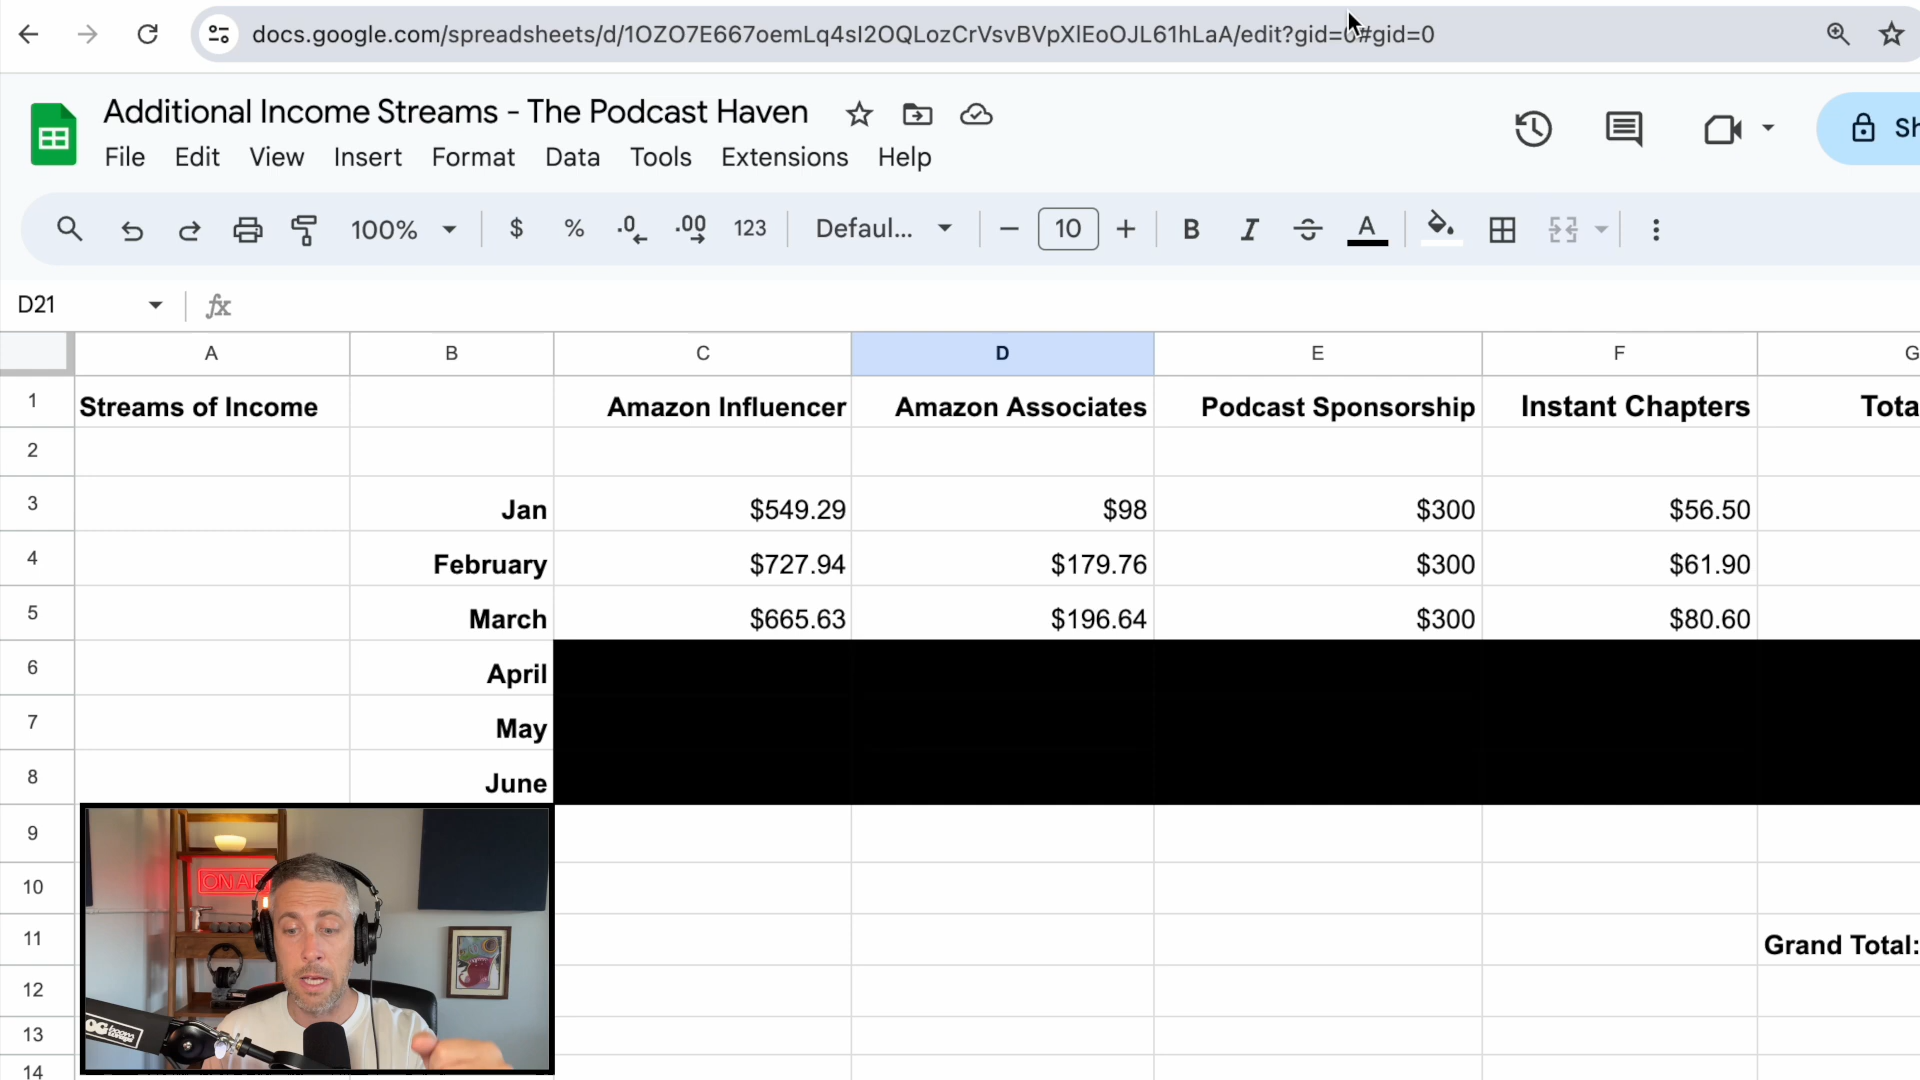 docs.google.com/spreadsheets/d/1OZO7E667oemLq4sI2OQLozCrVsvBVpXlEoOJL61hLaA/edit?gid=0#gid=0
Additional Income Streams - The Podcast Haven
File Edit View Insert Format Data Tools Extensions Help
100% $ % .0 .00 123 Defaul... 10 B I A
D21 fx
A B C D E F G
1 Streams of Income Amazon Influencer Amazon Associates Podcast Sponsorship Instant Chapters
2
3 Jan $549.29 $98 $300 $56.50
4 February $727.94 $179.76 $300 $61.90
5 March $665.63 $196.64 $300 $80.60
6 April
7 May
8 June
9
10
11 Grand Total:
12
13
14
ON AIR
OG